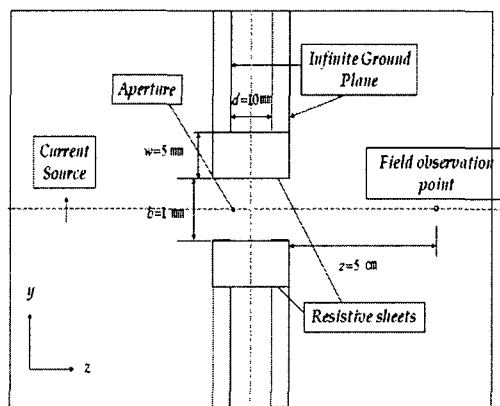 Infinite Ground
Plane
Aperture
d=10 mm
Current
Source
w=5 mm
Field observation
point
b=1 mm
z=5 cm
y
Resistive sheets
z